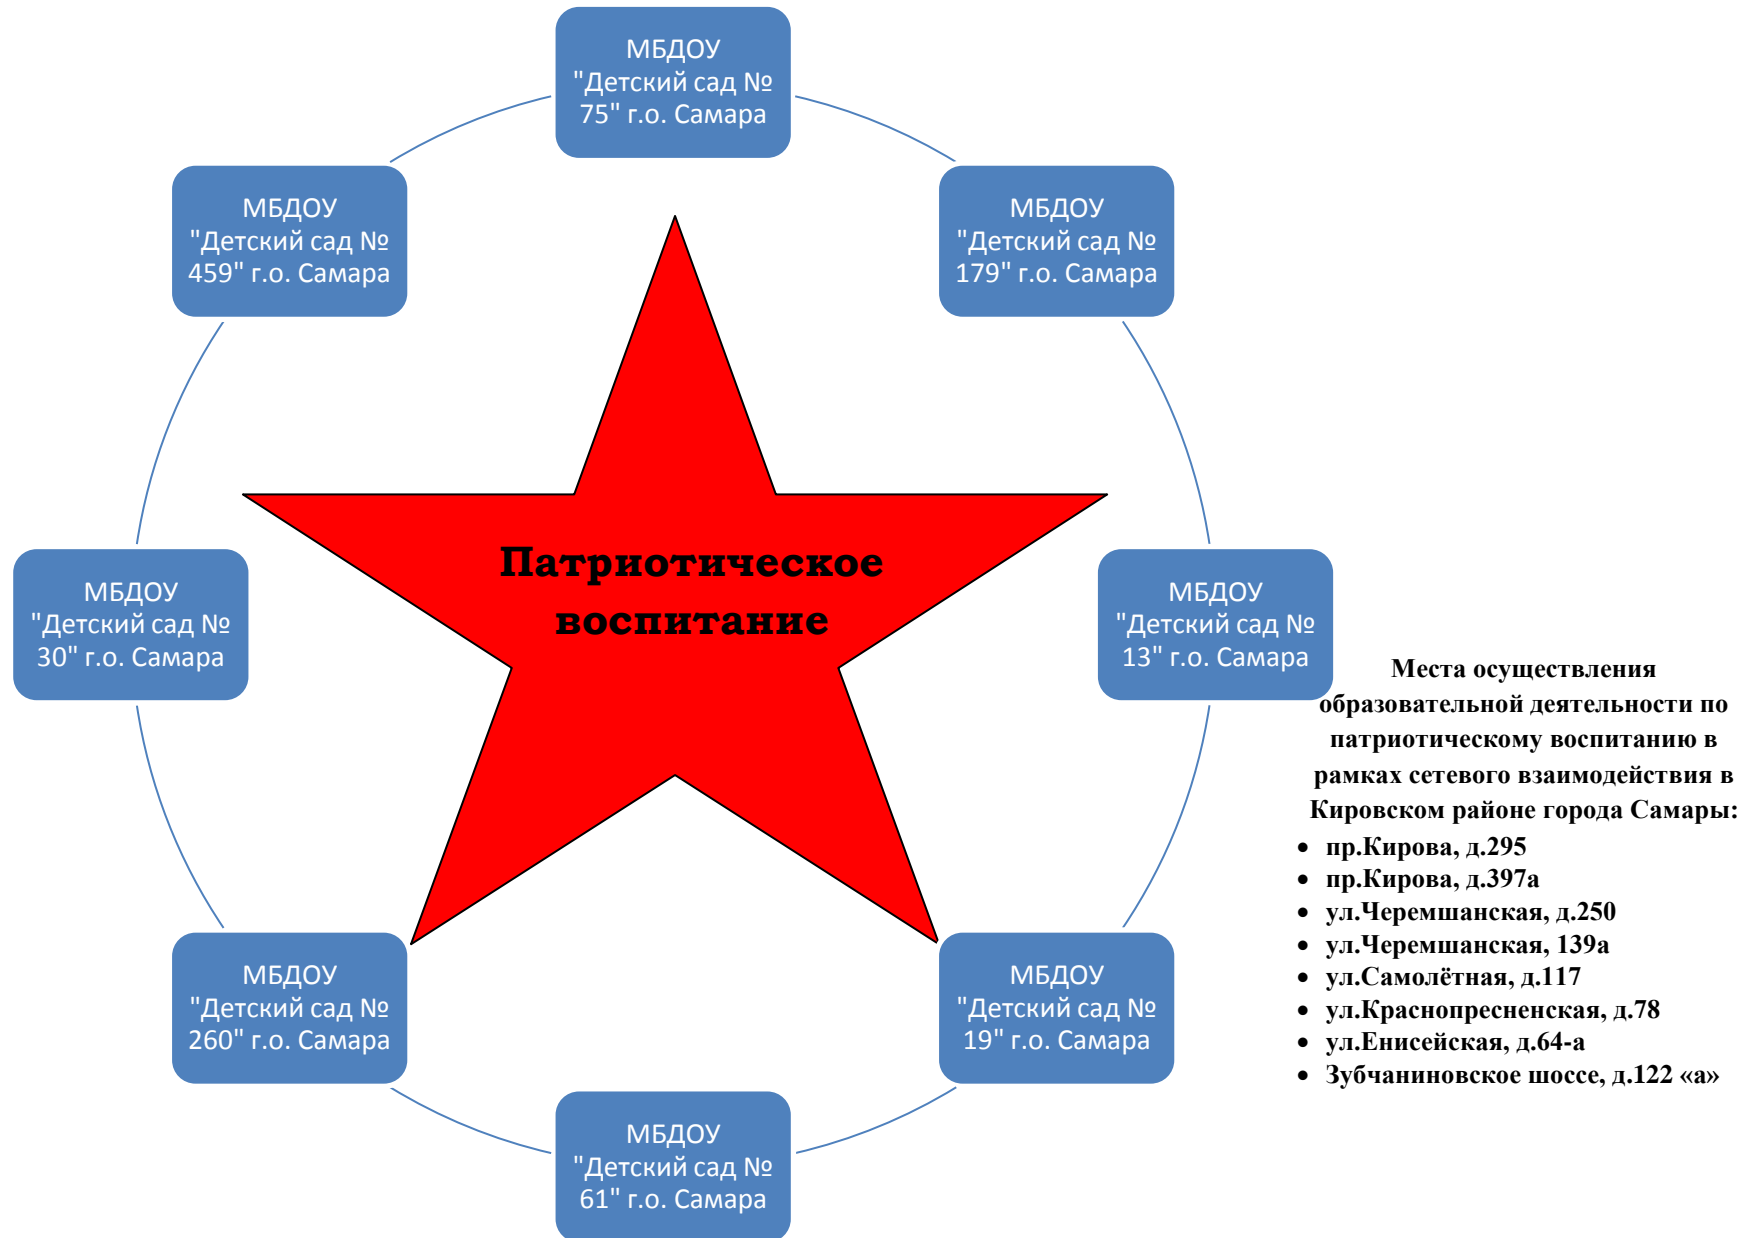 МБДОУ
"Детский сад №
75" г.о. Самара
МБДОУ
"Детский сад №
179" г.о. Самара
МБДОУ
"Детский сад №
13" г.о. Самара
МБДОУ
"Детский сад №
19" г.о. Самара
МБДОУ
"Детский сад №
61" г.о. Самара
МБДОУ
"Детский сад №
260" г.о. Самара
МБДОУ
"Детский сад №
30" г.о. Самара
МБДОУ
"Детский сад №
459" г.о. Самара
Патриотическое
воспитание
Места осуществления
образовательной деятельности по
патриотическому воспитанию в
рамках сетевого взаимодействия в
Кировском районе города Самары:
• пр.Кирова, д.295
• пр.Кирова, д.397а
• ул.Черемшанская, д.250
• ул.Черемшанская, 139а
• ул.Самолётная, д.117
• ул.Краснопресненская, д.78
• ул.Енисейская, д.64-а
• Зубчаниновское шоссе, д.122 «а»